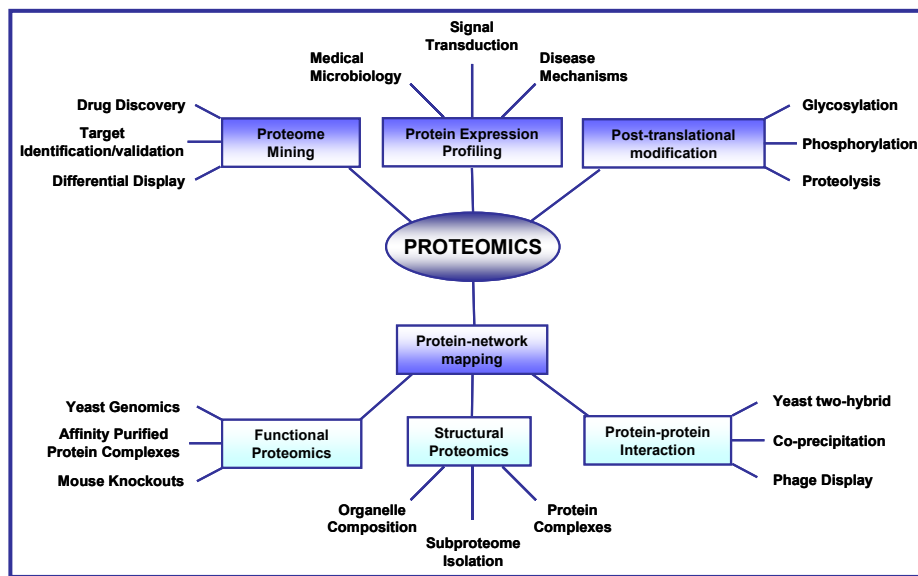 Signal
Transduction
Medical
Microbiology
Disease
Mechanisms
Drug Discovery
Target
Identification/validation
Differential Display
Proteome
Mining
Protein Expression
Profiling
Post-translational
modification
Glycosylation
Phosphorylation
Proteolysis
PROTEOMICS
Protein-network
mapping
Yeast Genomics
Affinity Purified
Protein Complexes
Mouse Knockouts
Functional
Proteomics
Structural
Proteomics
Protein-protein
Interaction
Yeast two-hybrid
Co-precipitation
Phage Display
Organelle
Composition
Subproteome
Isolation
Protein
Complexes